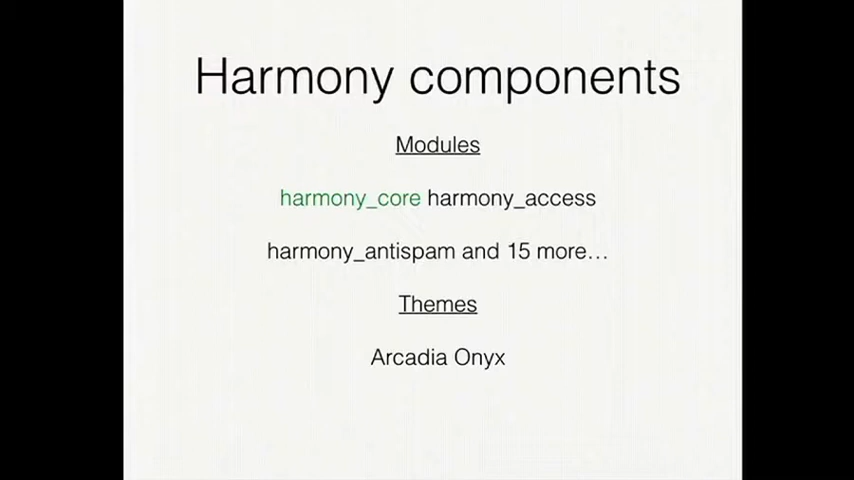 Harmony components
Modules
harmony_core harmony_access
harmony_antispam and 15 more…
Themes
Arcadia Onyx